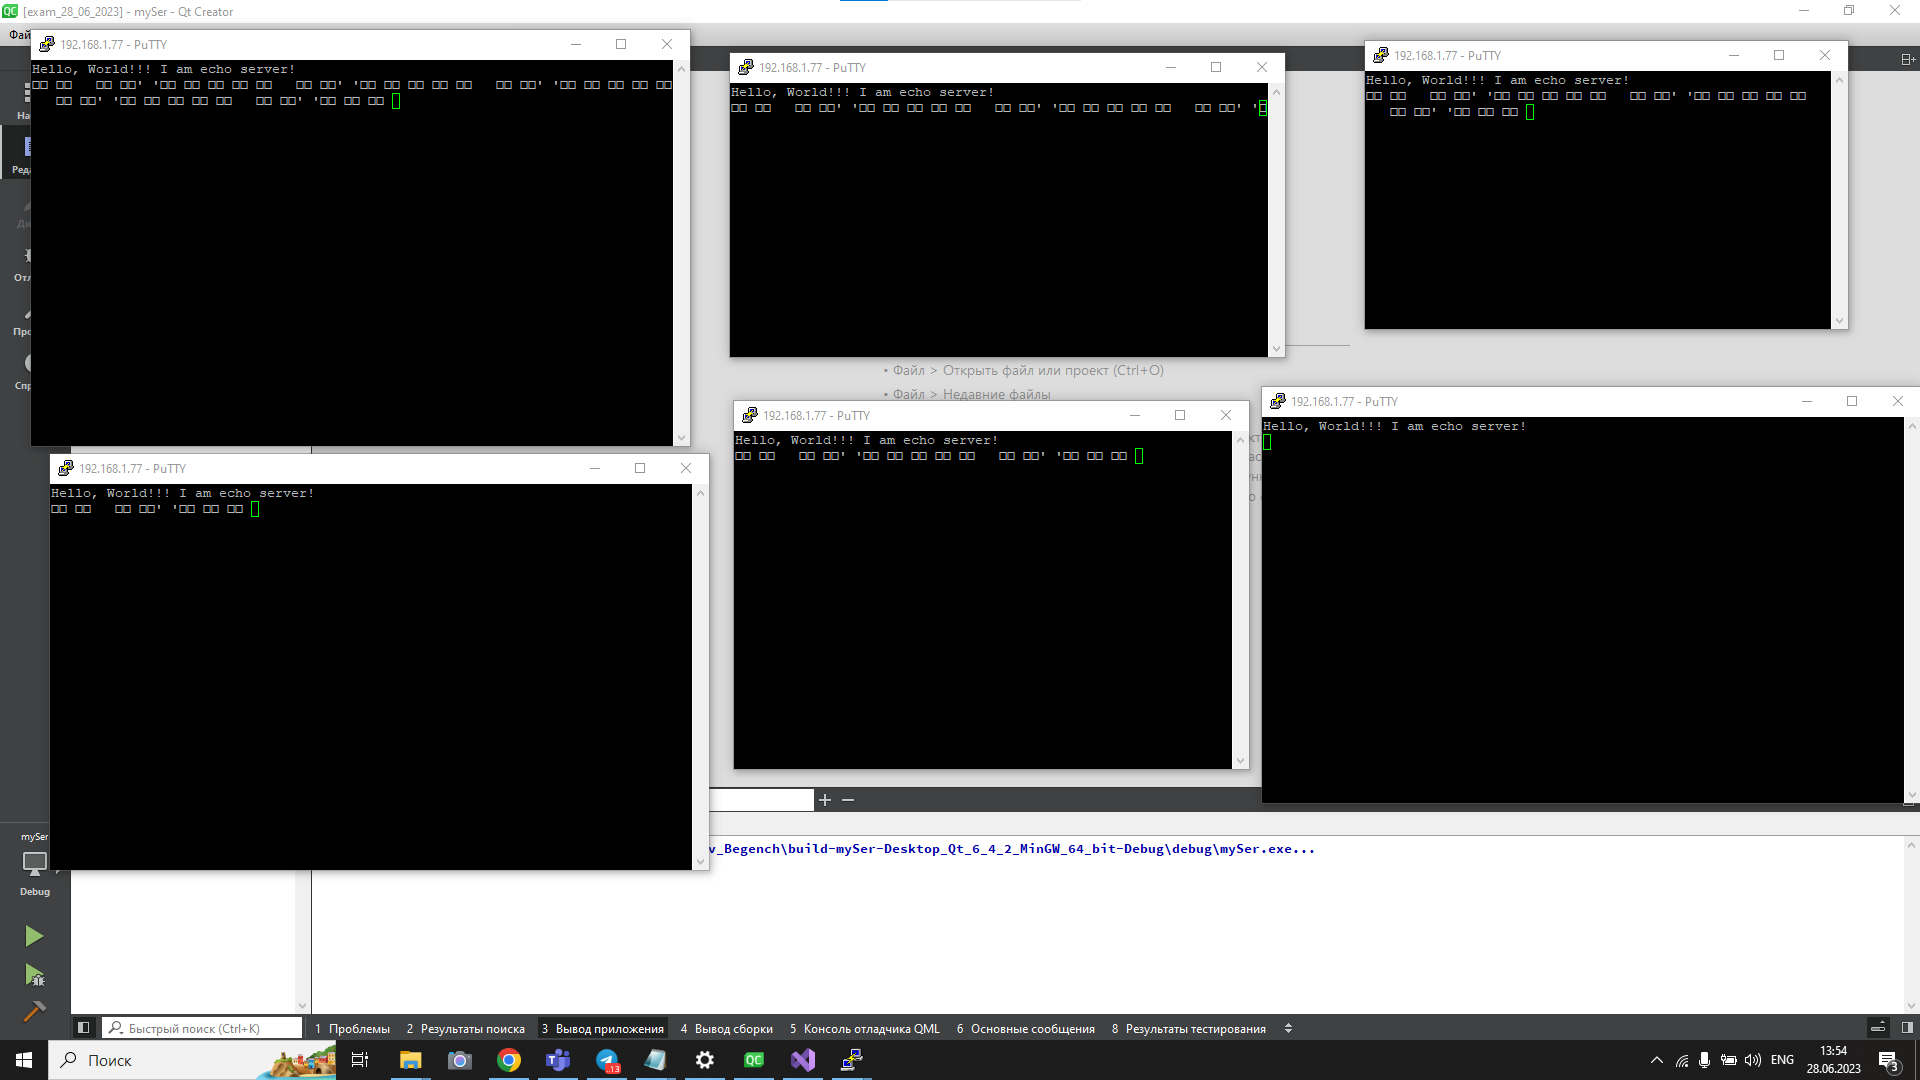 [exam_28_06_2023] - mySer - Qt Creator
192.168.1.77 - PuTTY
Hello, World!!! I am echo server!
192.168.1.77 - PuTTY
Hello, World!!! I am echo server!
192.168.1.77 - PuTTY
Hello, World!!! I am echo server!
• Файл > Открыть файл или проект (Ctrl+O)
• Файл > Недавние файлы
192.168.1.77 - PuTTY
Hello, World!!! I am echo server!
192.168.1.77 - PuTTY
Hello, World!!! I am echo server!
192.168.1.77 - PuTTY
Hello, World!!! I am echo server!
mySer
Debug
v_Begench\build-mySer-Desktop_Qt_6_4_2_MinGW_64_bit-Debug\debug\mySer.exe...
Быстрый поиск (Ctrl+K)
1 Проблемы
2 Результаты поиска
3 Вывод приложения
4 Вывод сборки
5 Консоль отладчика QML
6 Основные сообщения
8 Результаты тестирования
Поиск
QC
.13
ENG
13:54
28.06.2023
3